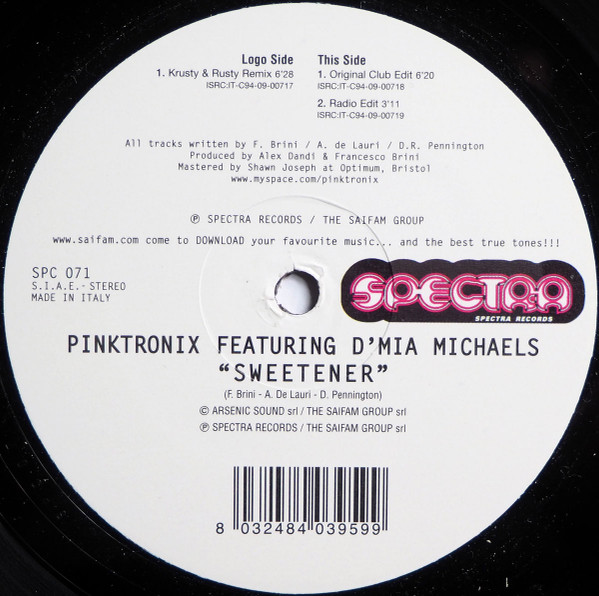 Logo Side
1. Krusty & Rusty Remix 6'28
ISRC:IT-C94-09-00717
This Side
1. Original Club Edit 6'20
ISRC:IT-C94-09-00718
2. Radio Edit 3'11
ISRC:IT-C94-09-00719
All tracks written by F. Brini / A. de Lauri / D.R. Pennington
Produced by Alex Dandi & Francesco Brini
Mastered by Shawn Joseph at Optimum, Bristol
www.myspace.com/pinktronix
℗ SPECTRA RECORDS / THE SAIFAM GROUP
www.saifam.com come to DOWNLOAD your favourite music... and the best true tones!!!
SPC 071
S.I.A.E.- STEREO
MADE IN ITALY
SPECTRA
SPECTRA RECORDS
PINKTRONIX FEATURING D'MIA MICHAELS
“SWEETENER”
(F. Brini - A. De Lauri - D. Pennington)
© ARSENIC SOUND srl / THE SAIFAM GROUP srl
℗ SPECTRA RECORDS / THE SAIFAM GROUP srl
8 032484 039599